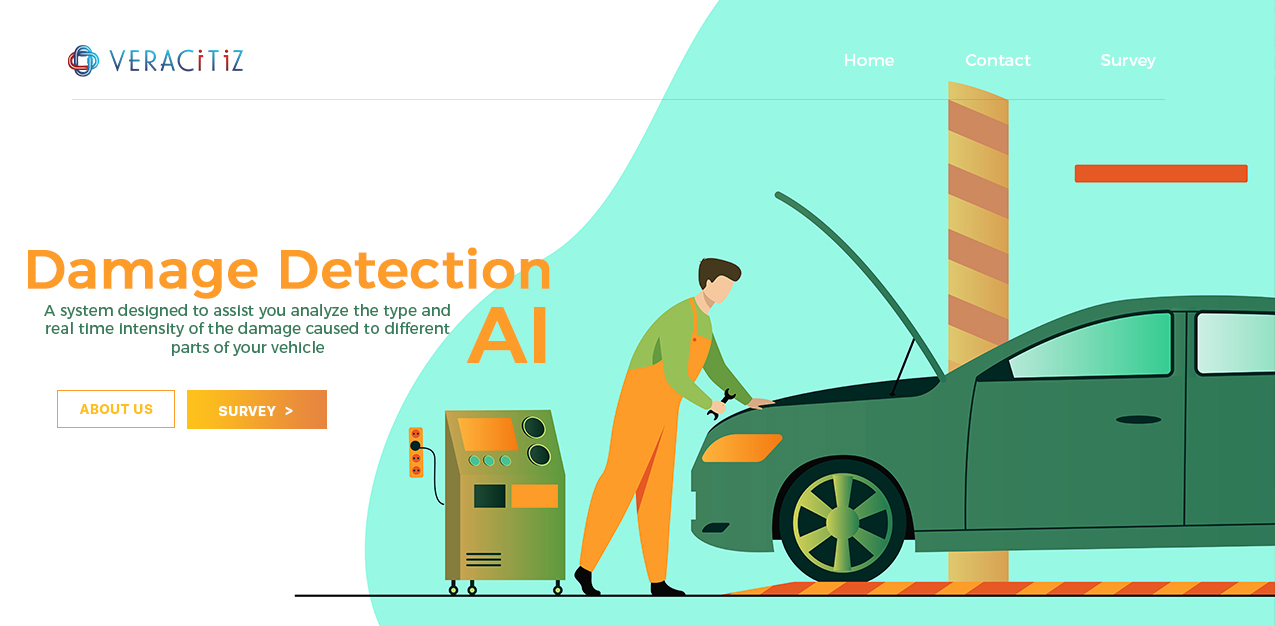 VERACiTiZ
Home
Contact
Survey
Damage Detection
AI
A system designed to assist you analyze the type and
real time intensity of the damage caused to different
parts of your vehicle
ABOUT US
SURVEY >